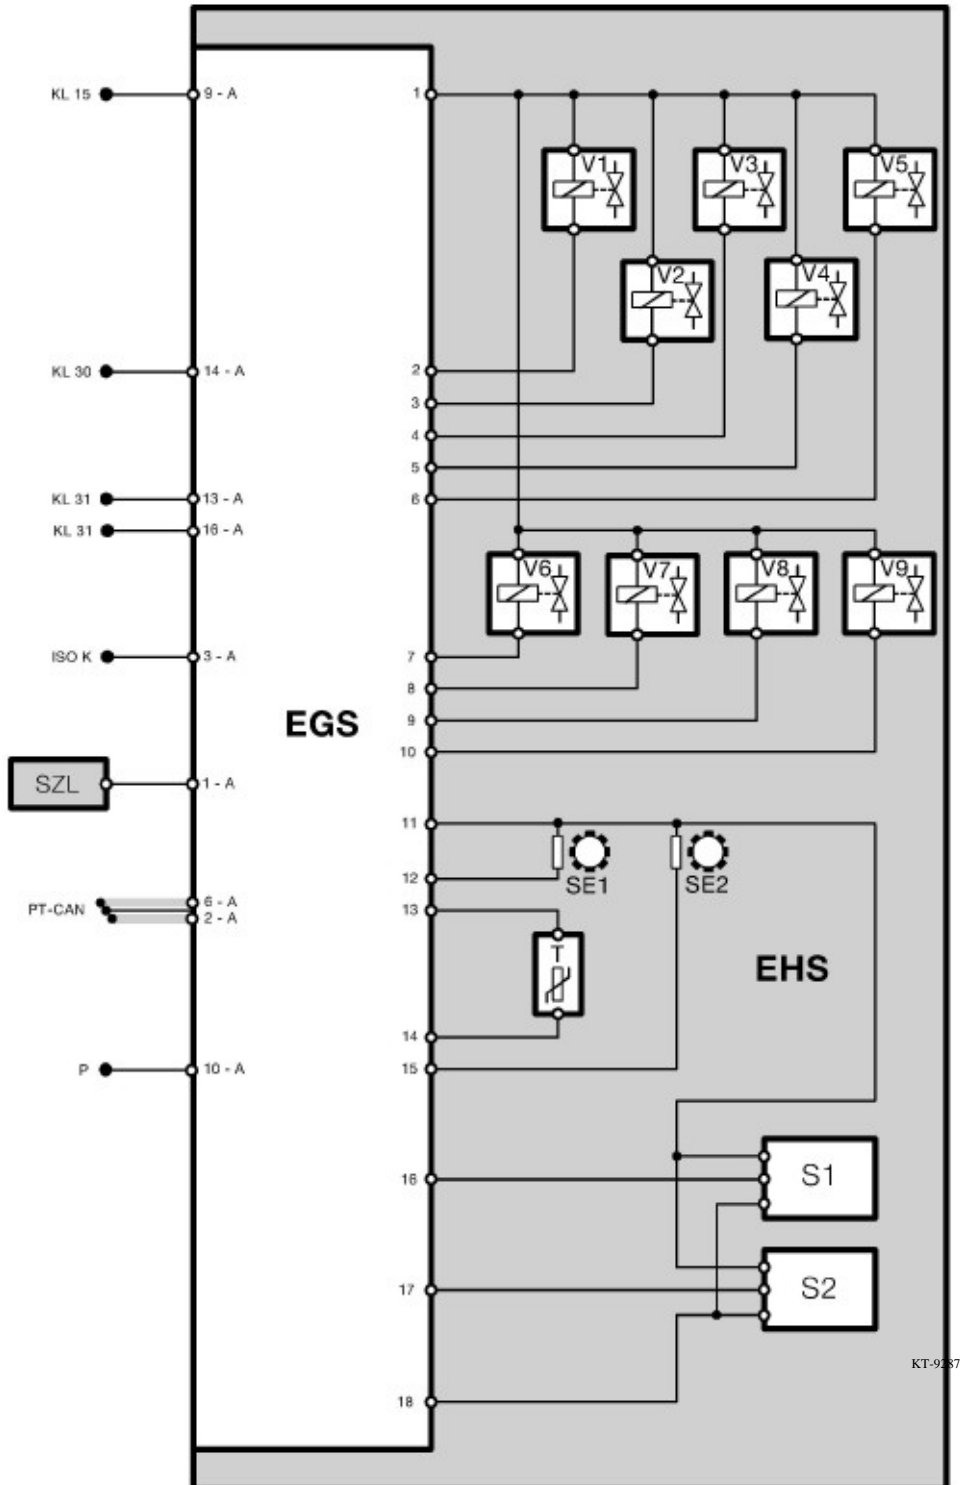 KL 15
9 - A
1
V1
V3
V5
V2
V4
KL 30
14 - A
2
3
4
5
KL 31
13 - A
6
KL 31
16 - A
V6
V7
V8
V9
ISO K
3 - A
7
8
EGS
9
10
SZL
1 - A
11
12
SE1
SE2
PT-CAN
6 - A
2 - A
13
T
EHS
14
P
10 - A
15
16
S1
17
S2
KT-9287
18